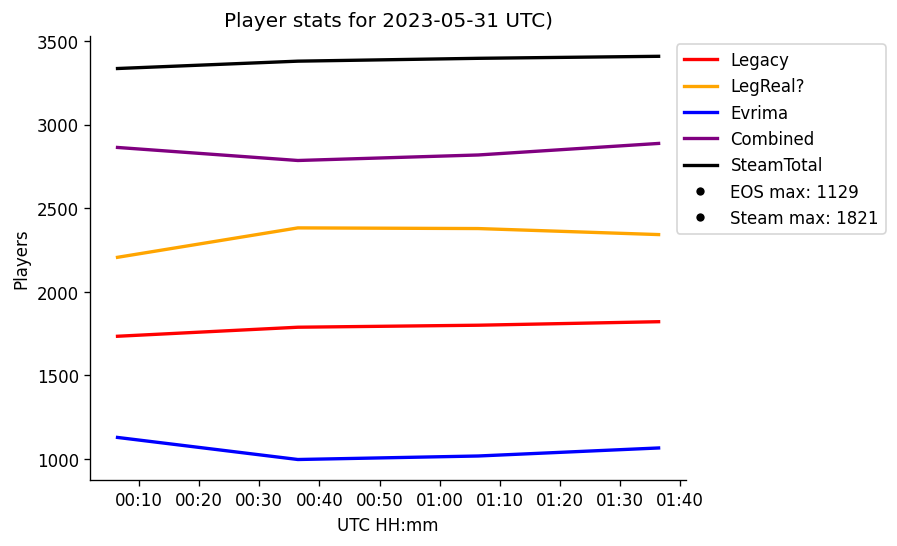 Player stats for 2023-05-31 UTC)
3500
3000
2500
2000
1500
1000
Players
00:10 00:20 00:30 00:40 00:50 01:00 01:10 01:20 01:30 01:40
UTC HH:mm
Legacy
LegReal?
Evrima
Combined
SteamTotal
EOS max: 1129
Steam max: 1821